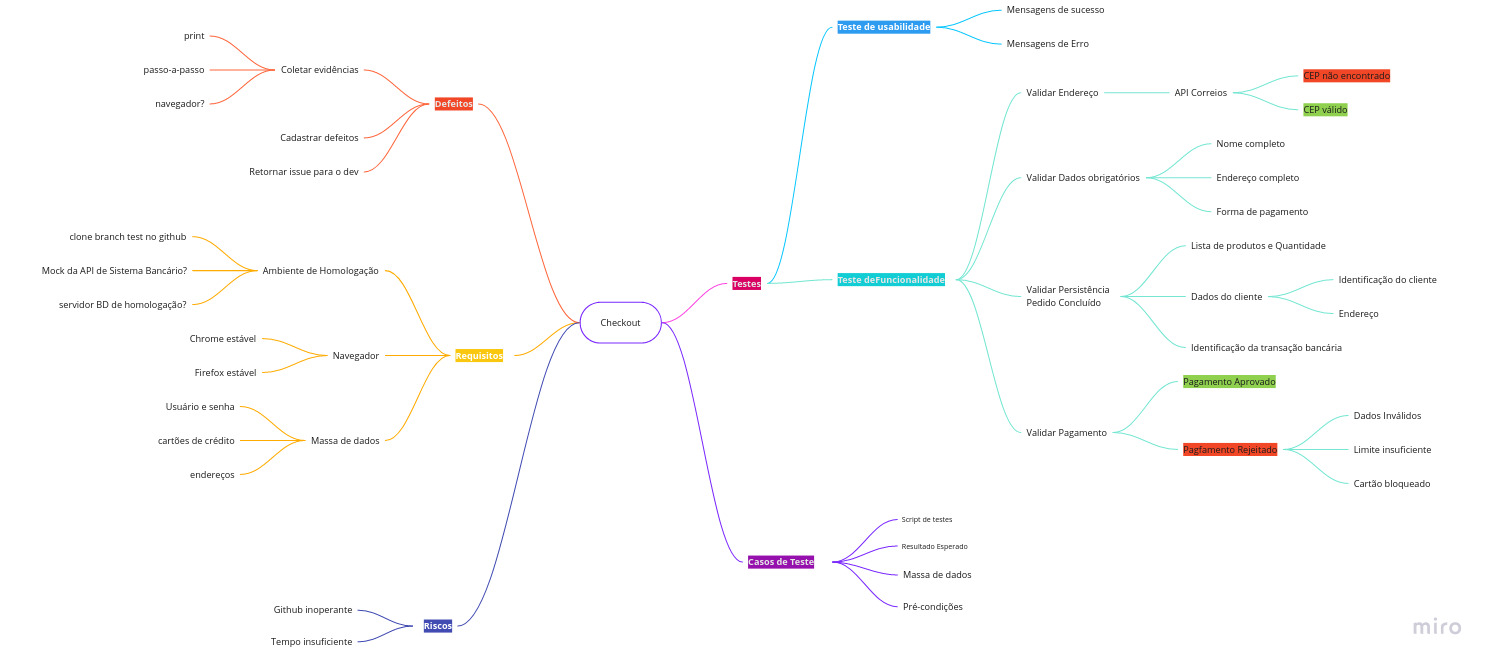 Checkout
Defeitos
Coletar evidências
print
passo-a-passo
navegador?
Cadastrar defeitos
Retornar issue para o dev
Requisitos
Ambiente de Homologação
clone branch test no github
Mock da API de Sistema Bancário?
servidor BD de homologação?
Navegador
Chrome estável
Firefox estável
Massa de dados
Usuário e senha
cartões de crédito
endereços
Riscos
Github inoperante
Tempo insuficiente
Testes
Teste de usabilidade
Mensagens de sucesso
Mensagens de Erro
Teste deFuncionalidade
Validar Endereço
API Correios
CEP não encontrado
CEP válido
Validar Dados obrigatórios
Nome completo
Endereço completo
Forma de pagamento
Validar Persistência
Pedido Concluído
Lista de produtos e Quantidade
Dados do cliente
Identificação do cliente
Endereço
Identificação da transação bancária
Validar Pagamento
Pagamento Aprovado
Pagfamento Rejeitado
Dados Inválidos
Limite insuficiente
Cartão bloqueado
Casos de Teste
Script de testes
Resultado Esperado
Massa de dados
Pré-condições
miro